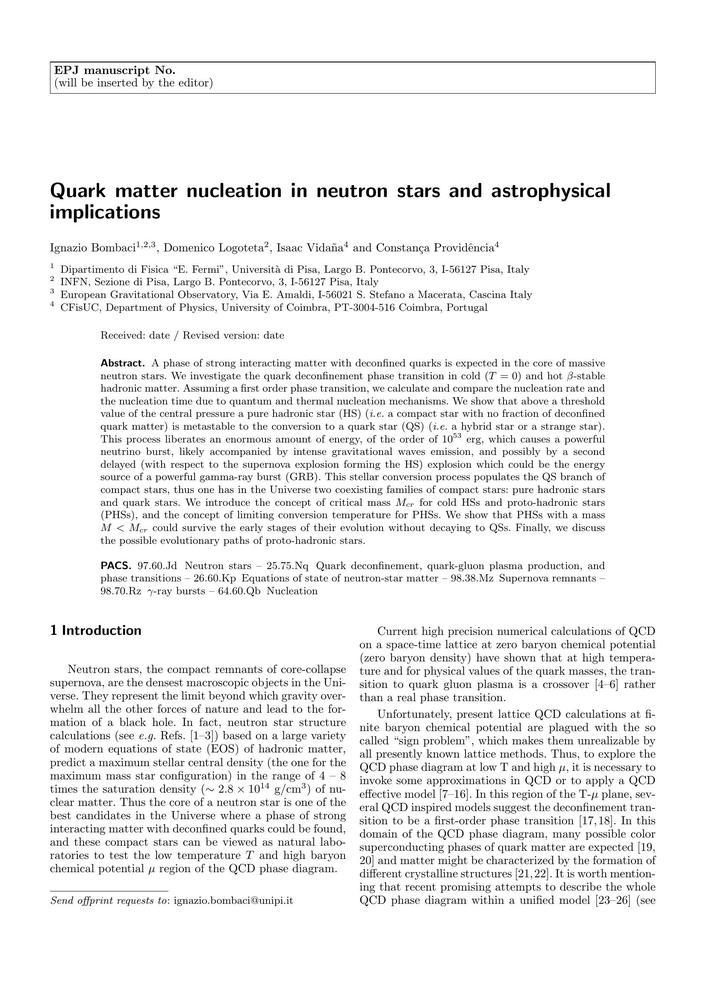 EPJ manuscript No.
(will be inserted by the editor)
Quark matter nucleation in neutron stars and astrophysical
implications
Ignazio Bombaci1,2,3, Domenico Logoteta2, Isaac Vidaña4 and Constança Providência4
1 Dipartimento di Fisica “E. Fermi”, Università di Pisa, Largo B. Pontecorvo, 3, I-56127 Pisa, Italy
2 INFN, Sezione di Pisa, Largo B. Pontecorvo, 3, I-56127 Pisa, Italy
3 European Gravitational Observatory, Via E. Amaldi, I-56021 S. Stefano a Macerata, Cascina Italy
4 CFisUC, Department of Physics, University of Coimbra, PT-3004-516 Coimbra, Portugal
Received: date / Revised version: date
Abstract. A phase of strong interacting matter with deconfined quarks is expected in the core of massive
neutron stars. We investigate the quark deconfinement phase transition in cold (T = 0) and hot β-stable
hadronic matter. Assuming a first order phase transition, we calculate and compare the nucleation rate and
the nucleation time due to quantum and thermal nucleation mechanisms. We show that above a threshold
value of the central pressure a pure hadronic star (HS) (i.e. a compact star with no fraction of deconfined
quark matter) is metastable to the conversion to a quark star (QS) (i.e. a hybrid star or a strange star).
This process liberates an enormous amount of energy, of the order of 10^53 erg, which causes a powerful
neutrino burst, likely accompanied by intense gravitational waves emission, and possibly by a second
delayed (with respect to the supernova explosion forming the HS) explosion which could be the energy
source of a powerful gamma-ray burst (GRB). This stellar conversion process populates the QS branch of
compact stars, thus one has in the Universe two coexisting families of compact stars: pure hadronic stars
and quark stars. We introduce the concept of critical mass Mcr for cold HSs and proto-hadronic stars
(PHSs), and the concept of limiting conversion temperature for PHSs. We show that PHSs with a mass
M < Mcr could survive the early stages of their evolution without decaying to QSs. Finally, we discuss
the possible evolutionary paths of proto-hadronic stars.
PACS. 97.60.Jd Neutron stars – 25.75.Nq Quark deconfinement, quark-gluon plasma production, and
phase transitions – 26.60.Kp Equations of state of neutron-star matter – 98.38.Mz Supernova remnants –
98.70.Rz γ-ray bursts – 64.60.Qb Nucleation
1 Introduction
Neutron stars, the compact remnants of core-collapse
supernova, are the densest macroscopic objects in the Uni-
verse. They represent the limit beyond which gravity over-
whelm all the other forces of nature and lead to the for-
mation of a black hole. In fact, neutron star structure
calculations (see e.g. Refs. [1–3]) based on a large variety
of modern equations of state (EOS) of hadronic matter,
predict a maximum stellar central density (the one for the
maximum mass star configuration) in the range of 4 – 8
times the saturation density (∼ 2.8 × 10^14 g/cm^3) of nu-
clear matter. Thus the core of a neutron star is one of the
best candidates in the Universe where a phase of strong
interacting matter with deconfined quarks could be found,
and these compact stars can be viewed as natural labo-
ratories to test the low temperature T and high baryon
chemical potential μ region of the QCD phase diagram.
Send offprint requests to: ignazio.bombaci@unipi.it
Current high precision numerical calculations of QCD
on a space-time lattice at zero baryon chemical potential
(zero baryon density) have shown that at high tempera-
ture and for physical values of the quark masses, the tran-
sition to quark gluon plasma is a crossover [4–6] rather
than a real phase transition.
Unfortunately, present lattice QCD calculations at fi-
nite baryon chemical potential are plagued with the so
called “sign problem”, which makes them unrealizable by
all presently known lattice methods. Thus, to explore the
QCD phase diagram at low T and high μ, it is necessary to
invoke some approximations in QCD or to apply a QCD
effective model [7–16]. In this region of the T-μ plane, sev-
eral QCD inspired models suggest the deconfinement tran-
sition to be a first-order phase transition [17,18]. In this
domain of the QCD phase diagram, many possible color
superconducting phases of quark matter are expected [19,
20] and matter might be characterized by the formation of
different crystalline structures [21,22]. It is worth mention-
ing that recent promising attempts to describe the whole
QCD phase diagram within a unified model [23–26] (see